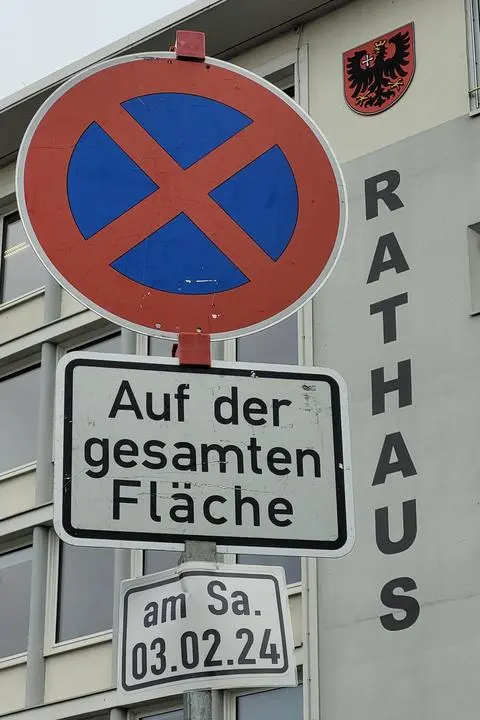 Auf der
gesamten
Fläche
am Sa.
03.02.24
RATHAUS